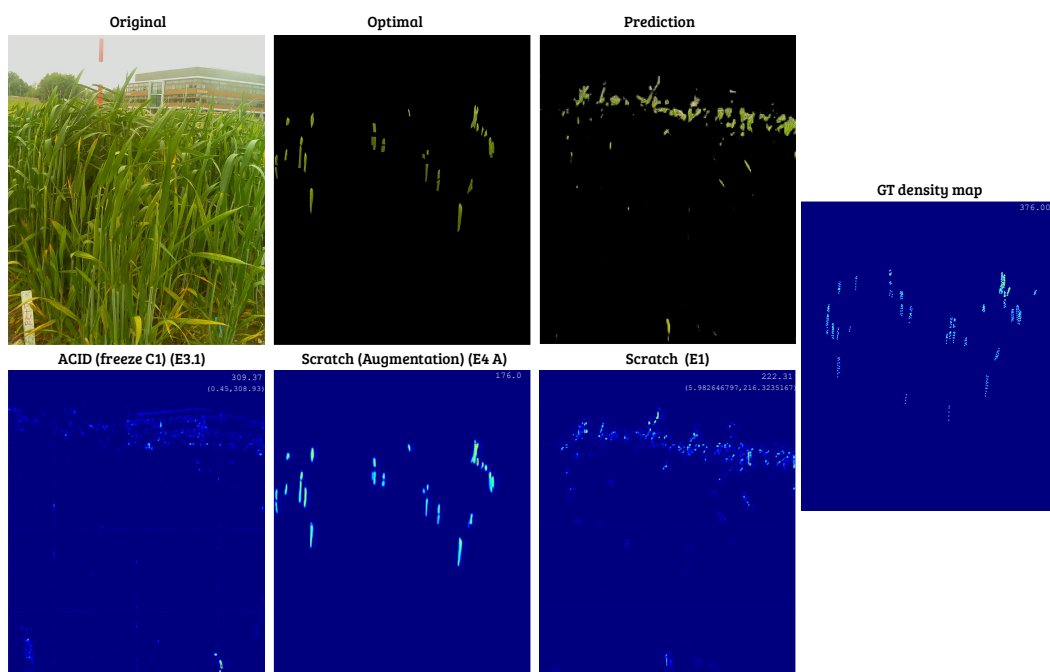 Original
Optimal
Prediction
GT density map
376.00
ACID (freeze C1) (E3.1)
Scratch (Augmentation) (E4 A)
Scratch (E1)
309.37
(0.45,308.93)
176.0
222.31
(5.982646797,216.3235167)